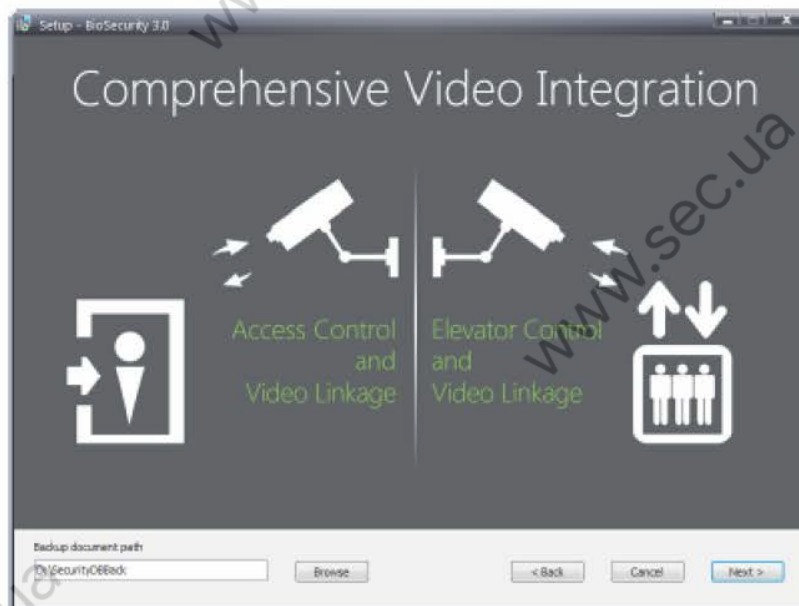 Setup - BioSecurity 3.0
Comprehensive Video Integration
Access Control
and
Video Linkage
Elevator Control
and
Video Linkage
www.sec.ua
Backup document path
D:\SecurityDBBack
Browse
< Back
Cancel
Next >